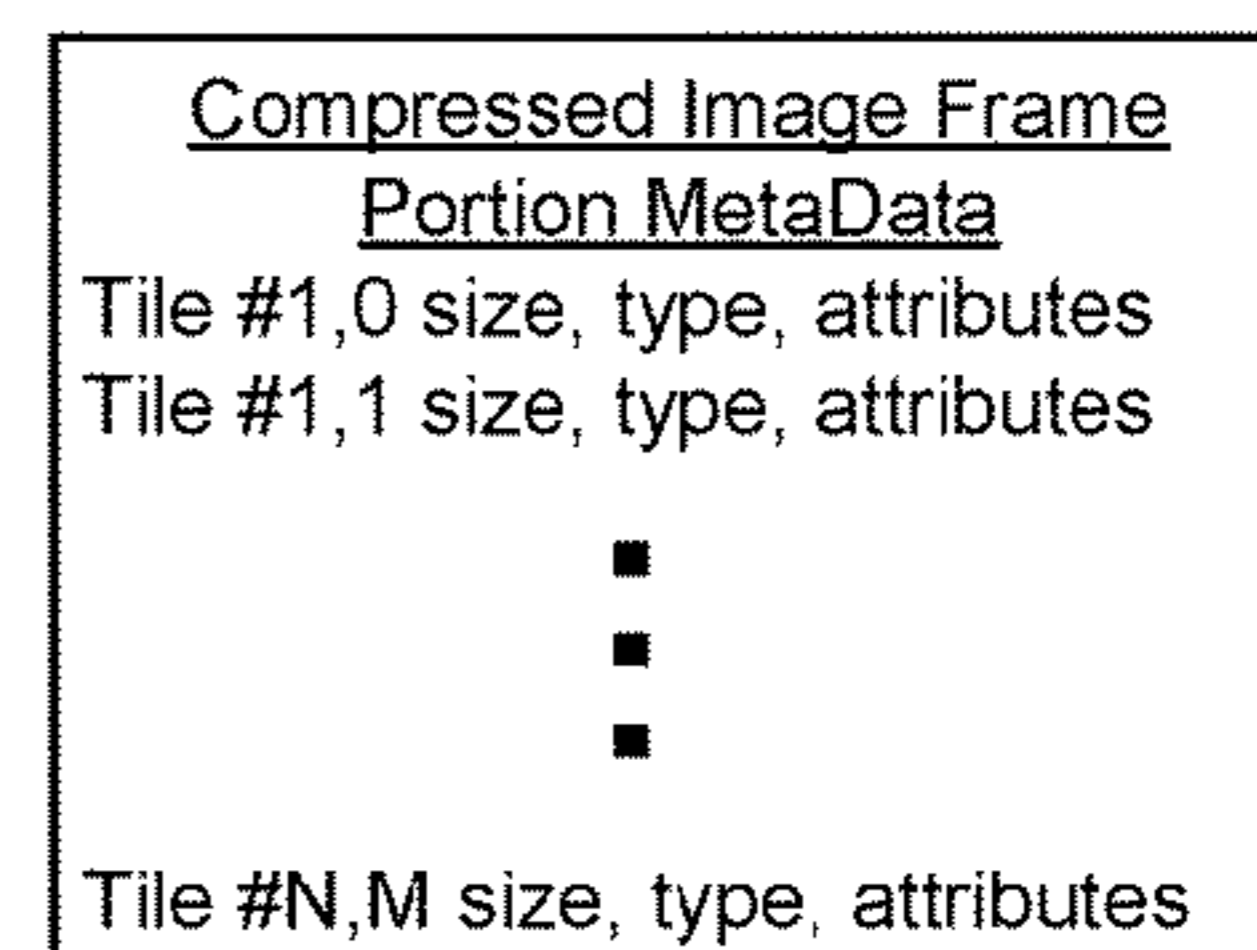 Compressed Image Frame
Portion MetaData
Tile #1,0 size, type, attributes
Tile #1,1 size, type, attributes
Tile #N,M size, type, attributes